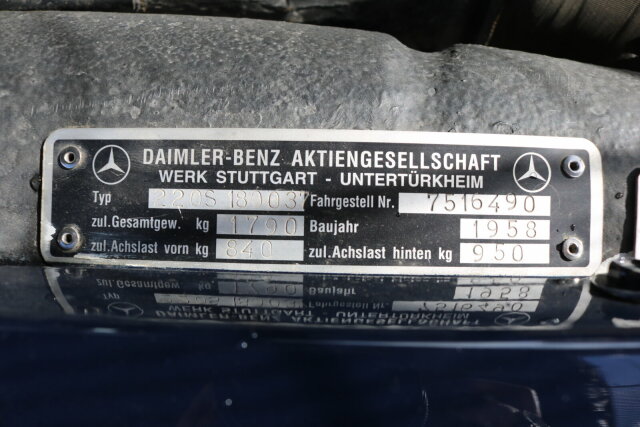 DAIMLER-BENZ AKTIENGESELLSCHAFT
WERK STUTTGART - UNTERTÜRKHEIM
Typ 220S 180037 Fahrgestell Nr. 7516490
zul.Gesamtgew. kg 1790 Baujahr 1958
zul.Achslast vorn kg 840 zul.Achslast hinten kg 950